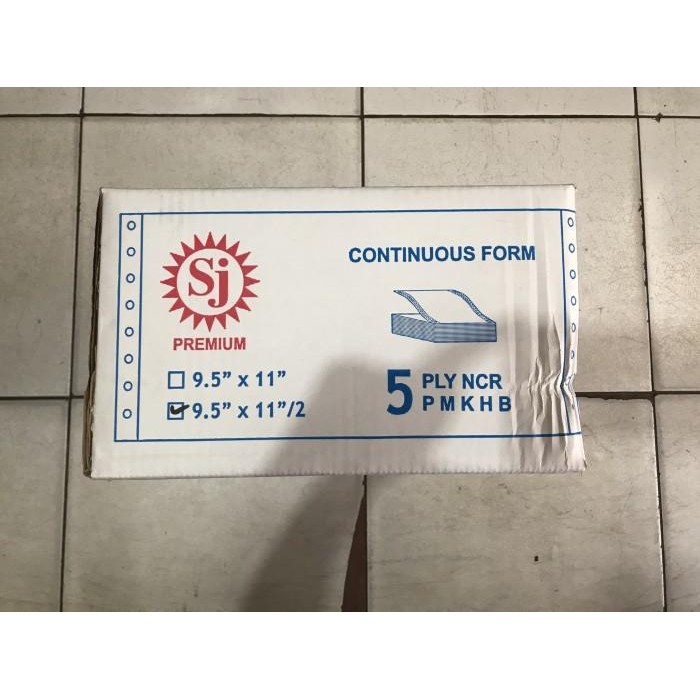 Sj
PREMIUM
9.5” x 11”
9.5” x 11”/2
CONTINUOUS FORM
5 PLY NCR
P M K H B